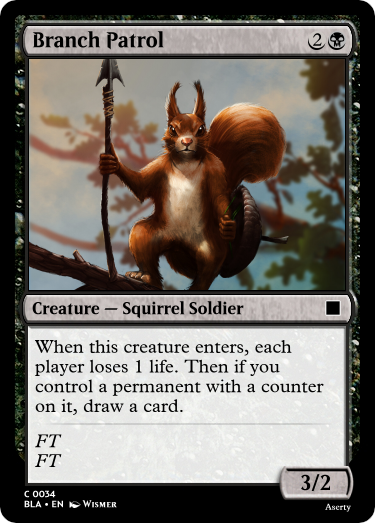 Branch Patrol 2
Creature — Squirrel Soldier
When this creature enters, each
player loses 1 life. Then if you
control a permanent with a counter
on it, draw a card.
FT
FT
3/2
C 0034
BLA • EN Wismer
Aserty